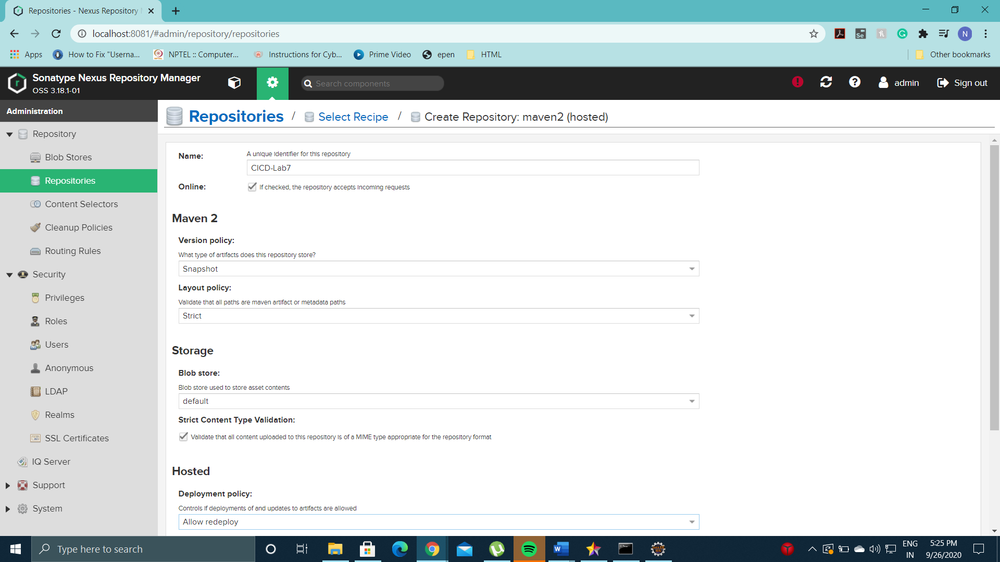 Repositories - Nexus Repository
localhost:8081/#admin/repository/repositories
Apps
How to Fix "Userna...
NPTEL :: Computer...
Instructions for Cyb...
Prime Video
epen
HTML
Other bookmarks
Sonatype Nexus Repository Manager
OSS 3.18.1-01
Search components
admin
Sign out
Administration
Repository
Blob Stores
Repositories
Content Selectors
Cleanup Policies
Routing Rules
Security
Privileges
Roles
Users
Anonymous
LDAP
Realms
SSL Certificates
IQ Server
Support
System
Repositories / Select Recipe / Create Repository: maven2 (hosted)
Name:
A unique identifier for this repository
CICD-Lab7
Online:
If checked, the repository accepts incoming requests
Maven 2
Version policy:
What type of artifacts does this repository store?
Snapshot
Layout policy:
Validate that all paths are maven artifact or metadata paths
Strict
Storage
Blob store:
Blob store used to store asset contents
default
Strict Content Type Validation:
Validate that all content uploaded to this repository is of a MIME type appropriate for the repository format
Hosted
Deployment policy:
Controls if deployments of and updates to artifacts are allowed
Allow redeploy
Type here to search
ENG
IN
5:25 PM
9/26/2020